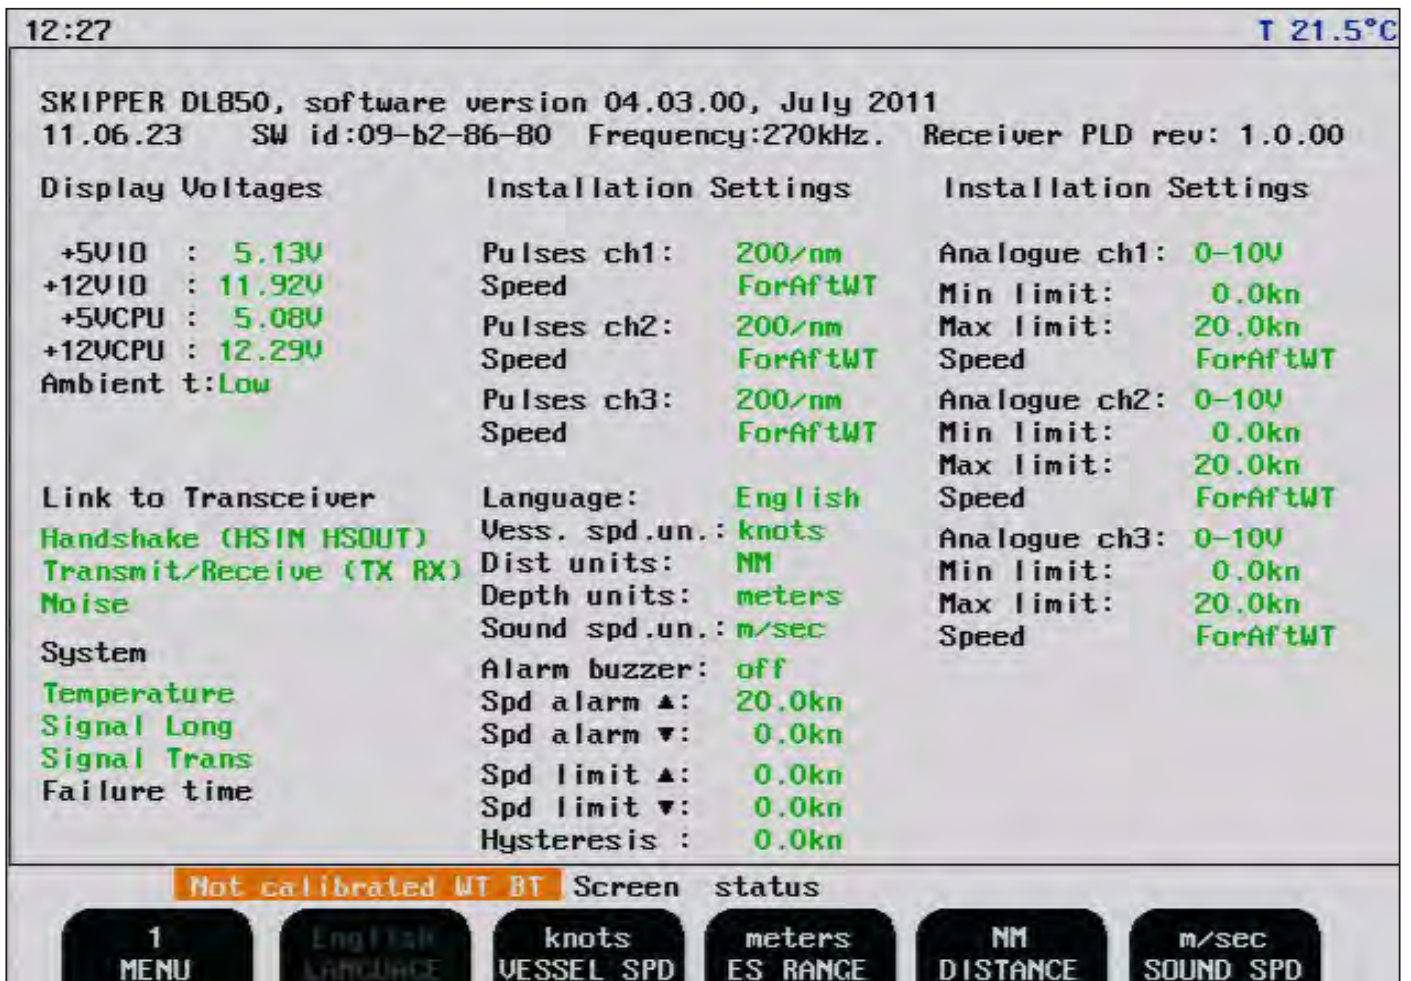 12:27
T 21.5°C
SKIPPER DL850, software version 04.03.00, July 2011
11.06.23 SW id:09-b2-86-80 Frequency:270kHz. Receiver PLD rev: 1.0.00
Display Voltages
+5VIO : 5.13V
+12VIO : 11.92V
+5VCPU : 5.08V
+12VCPU : 12.29V
Ambient t:Low
Link to Transceiver
Handshake (HSIN HSOUT)
Transmit/Receive (TX RX)
Noise
System
Temperature
Signal Long
Signal Trans
Failure time
Installation Settings
Pulses ch1: 200/nm
Speed ForAftWT
Pulses ch2: 200/nm
Speed ForAftWT
Pulses ch3: 200/nm
Speed ForAftWT
Language: English
Vess. spd.un.: knots
Dist units: NM
Depth units: meters
Sound spd.un.: m/sec
Alarm buzzer: off
Spd alarm ▲: 20.0kn
Spd alarm ▼: 0.0kn
Spd limit ▲: 0.0kn
Spd limit ▼: 0.0kn
Hysteresis : 0.0kn
Installation Settings
Analogue ch1: 0-10V
Min limit: 0.0kn
Max limit: 20.0kn
Speed ForAftWT
Analogue ch2: 0-10V
Min limit: 0.0kn
Max limit: 20.0kn
Speed ForAftWT
Analogue ch3: 0-10V
Min limit: 0.0kn
Max limit: 20.0kn
Speed ForAftWT
Not calibrated WT BT Screen status
1
MENU
English
LANGUAGE
knots
VESSEL SPD
meters
ES RANGE
NM
DISTANCE
m/sec
SOUND SPD